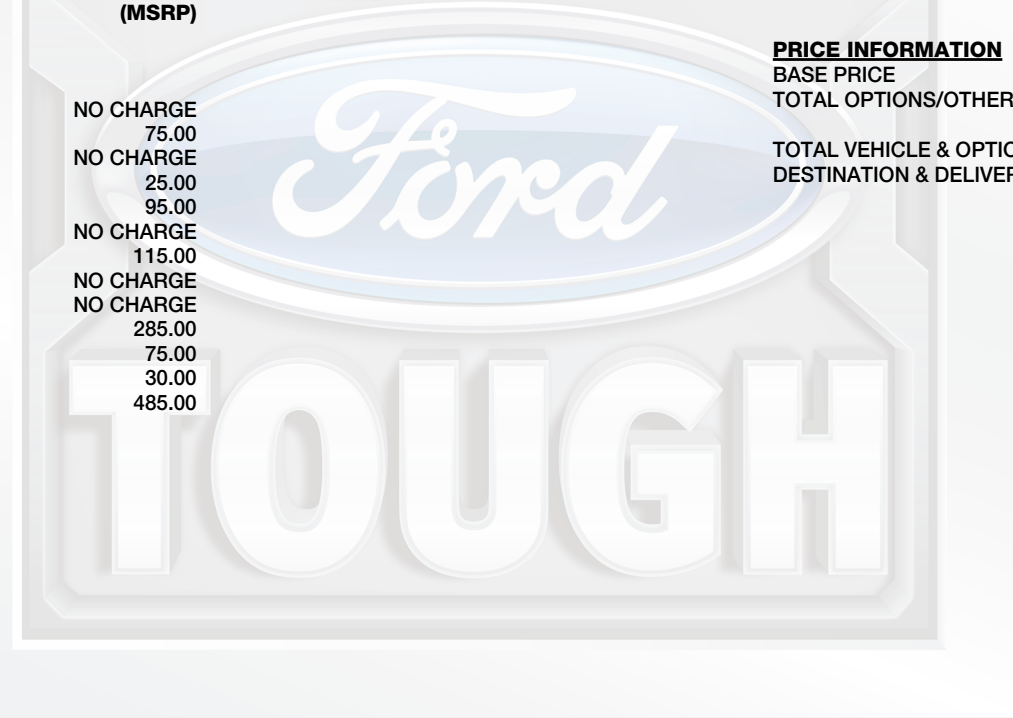 (MSRP)
NO CHARGE
75.00
NO CHARGE
25.00
95.00
NO CHARGE
115.00
NO CHARGE
NO CHARGE
285.00
75.00
30.00
485.00
PRICE INFORMATION
BASE PRICE
TOTAL OPTIONS/OTHER
TOTAL VEHICLE & OPTIO
DESTINATION & DELIVER
Ford
TOUGH